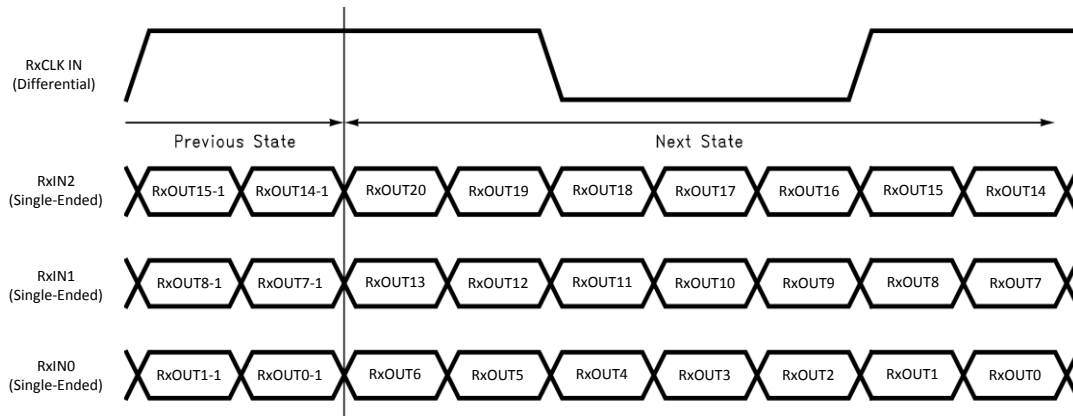 RxCLK IN
(Differential)
Previous State
Next State
RxIN2
(Single-Ended)
RxOUT15-1
RxOUT14-1
RxOUT20
RxOUT19
RxOUT18
RxOUT17
RxOUT16
RxOUT15
RxOUT14
RxIN1
(Single-Ended)
RxOUT8-1
RxOUT7-1
RxOUT13
RxOUT12
RxOUT11
RxOUT10
RxOUT9
RxOUT8
RxOUT7
RxIN0
(Single-Ended)
RxOUT1-1
RxOUT0-1
RxOUT6
RxOUT5
RxOUT4
RxOUT3
RxOUT2
RxOUT1
RxOUT0